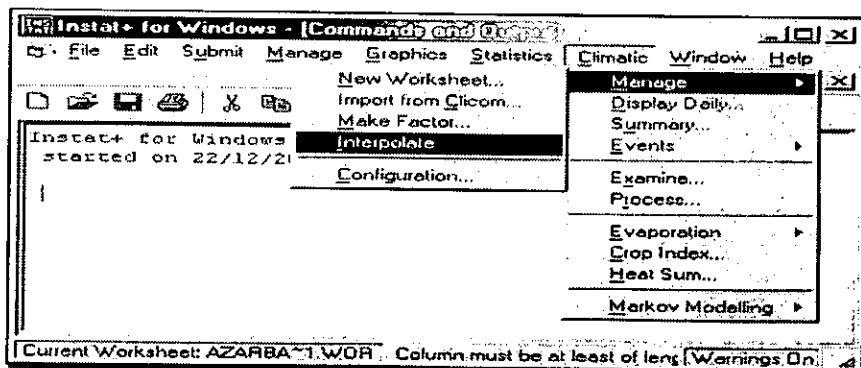 Instat+ for Windows - [Commands and
File Edit Submit Manage Graphics Statistics Climatic Window Help
New Worksheet...
Import from Clicom...
Make Factor...
Interpolate
Configuration...
Manage
Display Daily...
Summary...
Events
Examine...
Process...
Evaporation
Crop Index...
Heat Sum...
Markov Modelling
Instat+ for Windows
started on 22/12/20
Current Worksheet: AZARBA~1.WOR Column must be at least of leng Warnings On